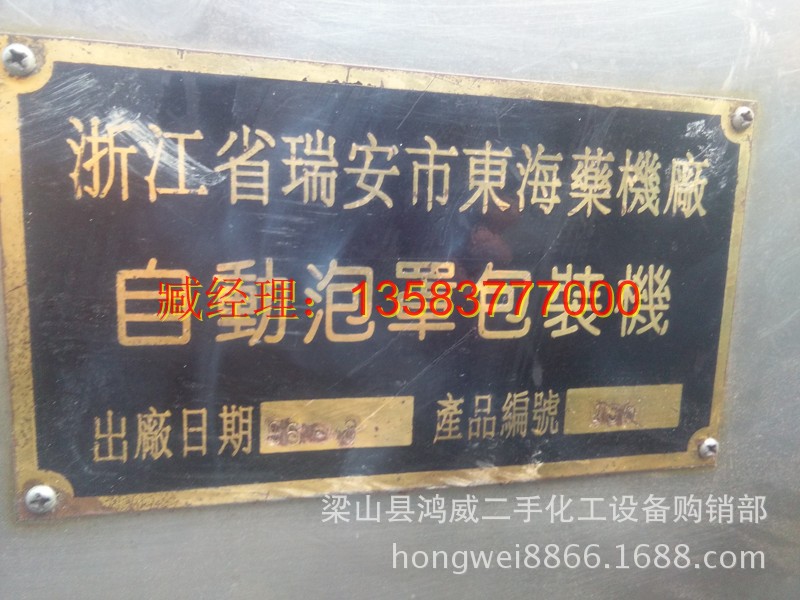 浙江省瑞安市東海藥機廠
自動泡罩包裝機
臧经理：13583777000
出廠日期 產品編號
梁山县鸿威二手化工设备购销部
hongwei8866.1688.com